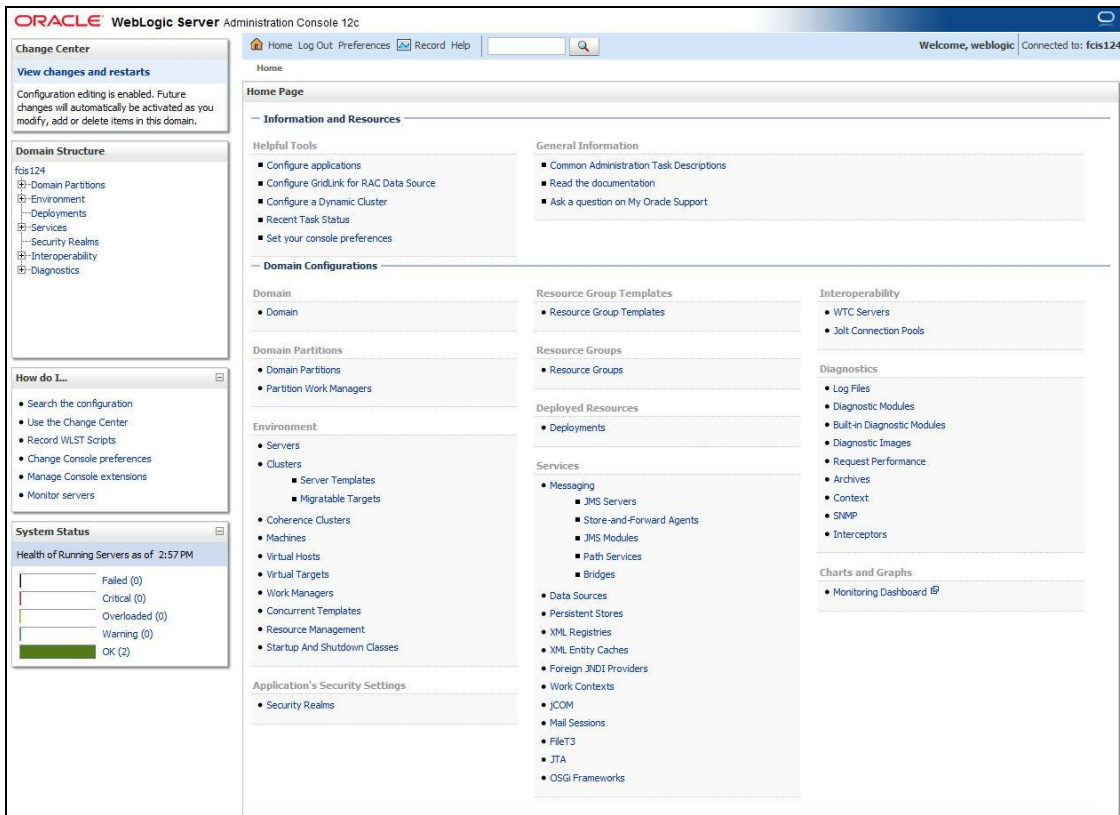 ORACLE WebLogic Server Administration Console 12c
Change Center
View changes and restarts
Configuration editing is enabled. Future
changes will automatically be activated as you
modify, add or delete items in this domain.
Domain Structure
fcis124
Domain Partitions
Environment
Deployments
Services
Security Realms
Interoperability
Diagnostics
How do I...
Search the configuration
Use the Change Center
Record WLST Scripts
Change Console preferences
Manage Console extensions
Monitor servers
System Status
Health of Running Servers as of 2:57 PM
Failed (0)
Critical (0)
Overloaded (0)
Warning (0)
OK (2)
Home Log Out Preferences Record Help
Welcome, weblogic Connected to: fcis124
Home
Home Page
Information and Resources
Helpful Tools
Configure applications
Configure GridLink for RAC Data Source
Configure a Dynamic Cluster
Recent Task Status
Set your console preferences
General Information
Common Administration Task Descriptions
Read the documentation
Ask a question on My Oracle Support
Domain Configurations
Domain
Domain
Domain Partitions
Domain Partitions
Partition Work Managers
Environment
Servers
Clusters
Server Templates
Migratable Targets
Coherence Clusters
Machines
Virtual Hosts
Virtual Targets
Work Managers
Concurrent Templates
Resource Management
Startup And Shutdown Classes
Application's Security Settings
Security Realms
Resource Group Templates
Resource Group Templates
Resource Groups
Resource Groups
Deployed Resources
Deployments
Services
Messaging
JMS Servers
Store-and-Forward Agents
JMS Modules
Path Services
Bridges
Data Sources
Persistent Stores
XML Registries
XML Entity Caches
Foreign JNDI Providers
Work Contexts
jCOM
Mail Sessions
FileT3
JTA
OSGi Frameworks
Interoperability
WTC Servers
Jolt Connection Pools
Diagnostics
Log Files
Diagnostic Modules
Built-in Diagnostic Modules
Diagnostic Images
Request Performance
Archives
Context
SNMP
Interceptors
Charts and Graphs
Monitoring Dashboard